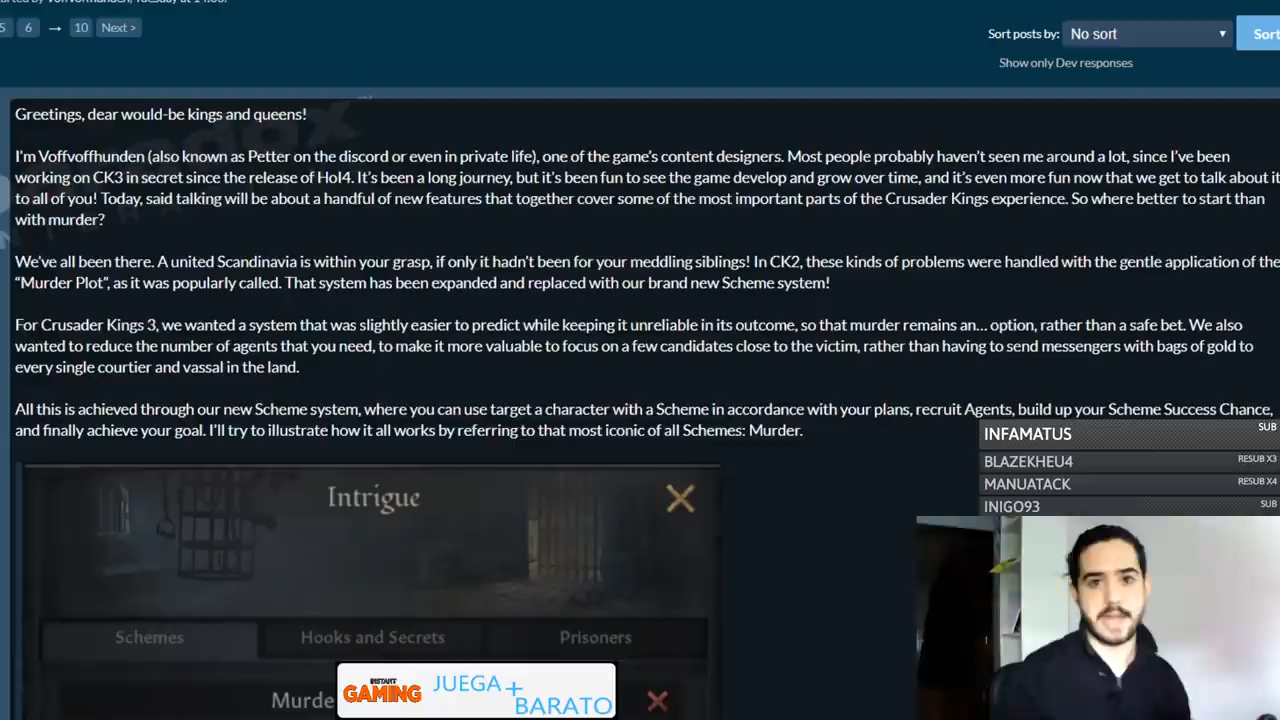 5 6 → 10 Next >
Sort posts by: No sort Sort
Show only Dev responses
Greetings, dear would-be kings and queens!
I'm Voffvoffhunden (also known as Petter on the discord or even in private life), one of the game's content designers. Most people probably haven't seen me around a lot, since I've been
working on CK3 in secret since the release of HoI4. It's been a long journey, but it's been fun to see the game develop and grow over time, and it's even more fun now that we get to talk about it
to all of you! Today, said talking will be about a handful of new features that together cover some of the most important parts of the Crusader Kings experience. So where better to start than
with murder?
We've all been there. A united Scandinavia is within your grasp, if only it hadn't been for your meddling siblings! In CK2, these kinds of problems were handled with the gentle application of the
“Murder Plot”, as it was popularly called. That system has been expanded and replaced with our brand new Scheme system!
For Crusader Kings 3, we wanted a system that was slightly easier to predict while keeping it unreliable in its outcome, so that murder remains an… option, rather than a safe bet. We also
wanted to reduce the number of agents that you need, to make it more valuable to focus on a few candidates close to the victim, rather than having to send messengers with bags of gold to
every single courtier and vassal in the land.
All this is achieved through our new Scheme system, where you can use target a character with a Scheme in accordance with your plans, recruit Agents, build up your Scheme Success Chance,
and finally achieve your goal. I'll try to illustrate how it all works by referring to that most iconic of all Schemes: Murder.
INFAMATUS SUB
BLAZEKHEU4 RESUB X3
MANUATACK RESUB X4
INIGO93 SUB
Intrigue
Schemes Hooks and Secrets Prisoners
Murde
INSTANT
GAMING
JUEGA+
BARATO